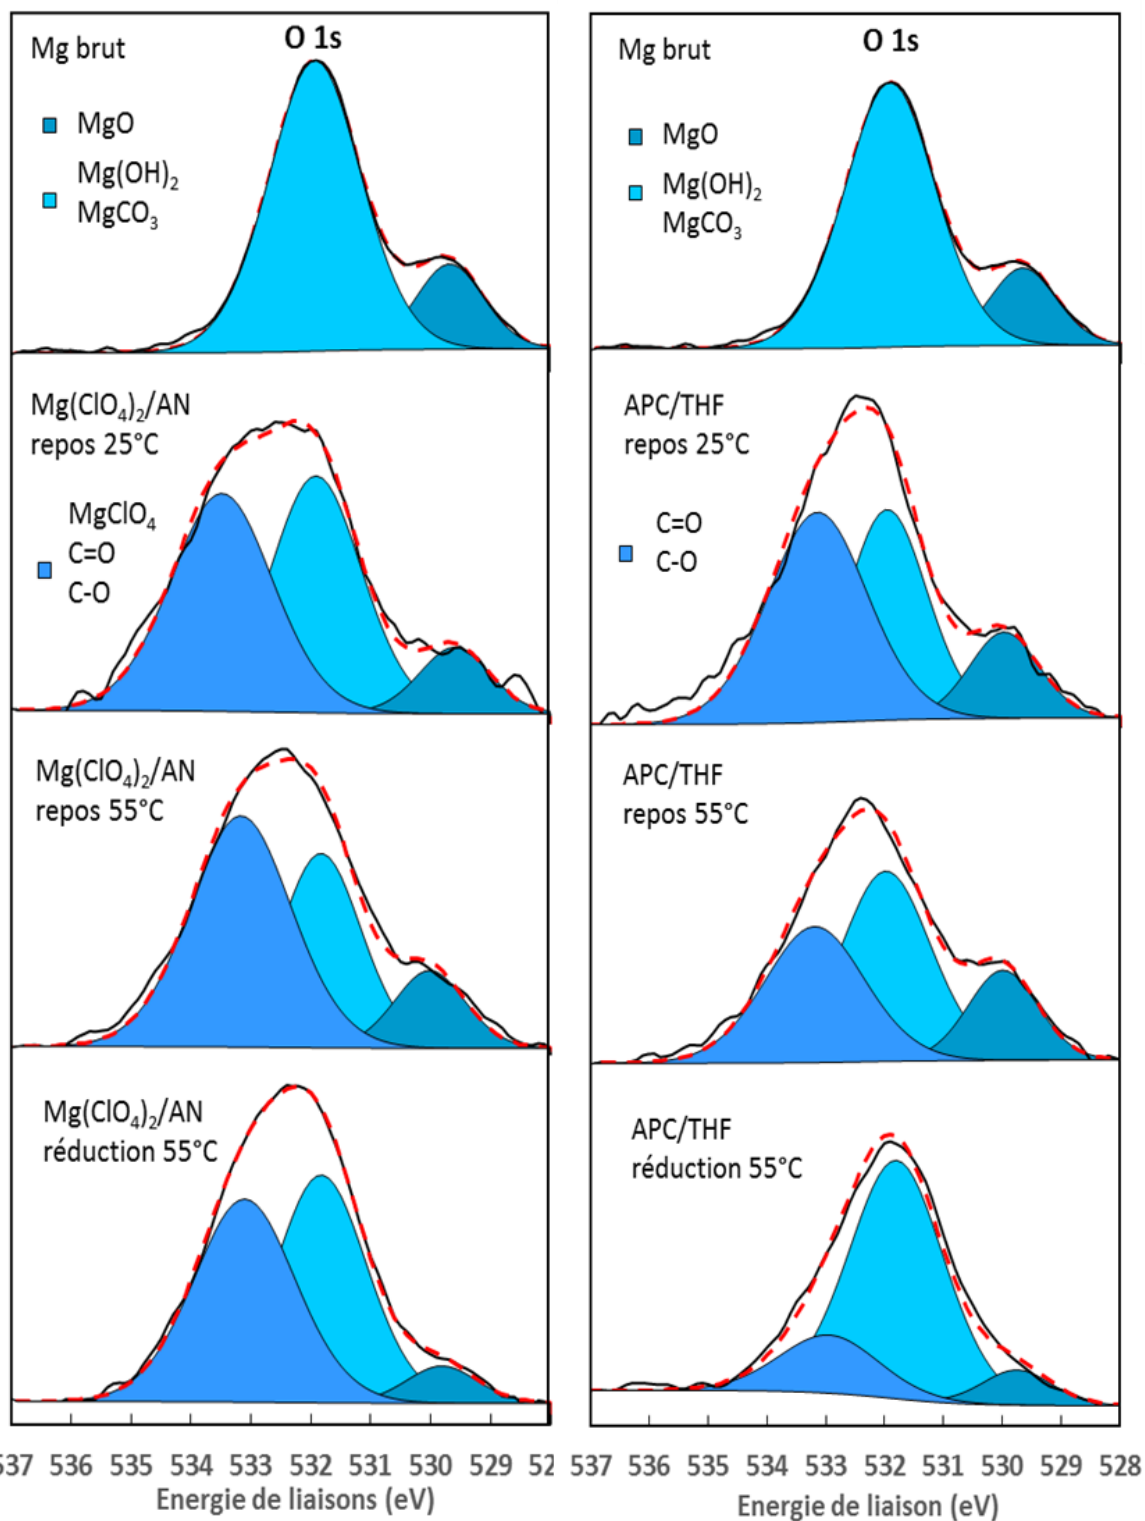 O 1s
Mg brut
MgO
Mg(OH)₂
MgCO₃
Mg(ClO₄)₂/AN
repos 25°C
MgClO₄
C=O
C-O
Mg(ClO₄)₂/AN
repos 55°C
Mg(ClO₄)₂/AN
réduction 55°C
537 536 535 534 533 532 531 530 529 52
Energie de liaisons (eV)
O 1s
Mg brut
MgO
Mg(OH)₂
MgCO₃
APC/THF
repos 25°C
C=O
C-O
APC/THF
repos 55°C
APC/THF
réduction 55°C
537 536 535 534 533 532 531 530 529 528
Energie de liaison (eV)